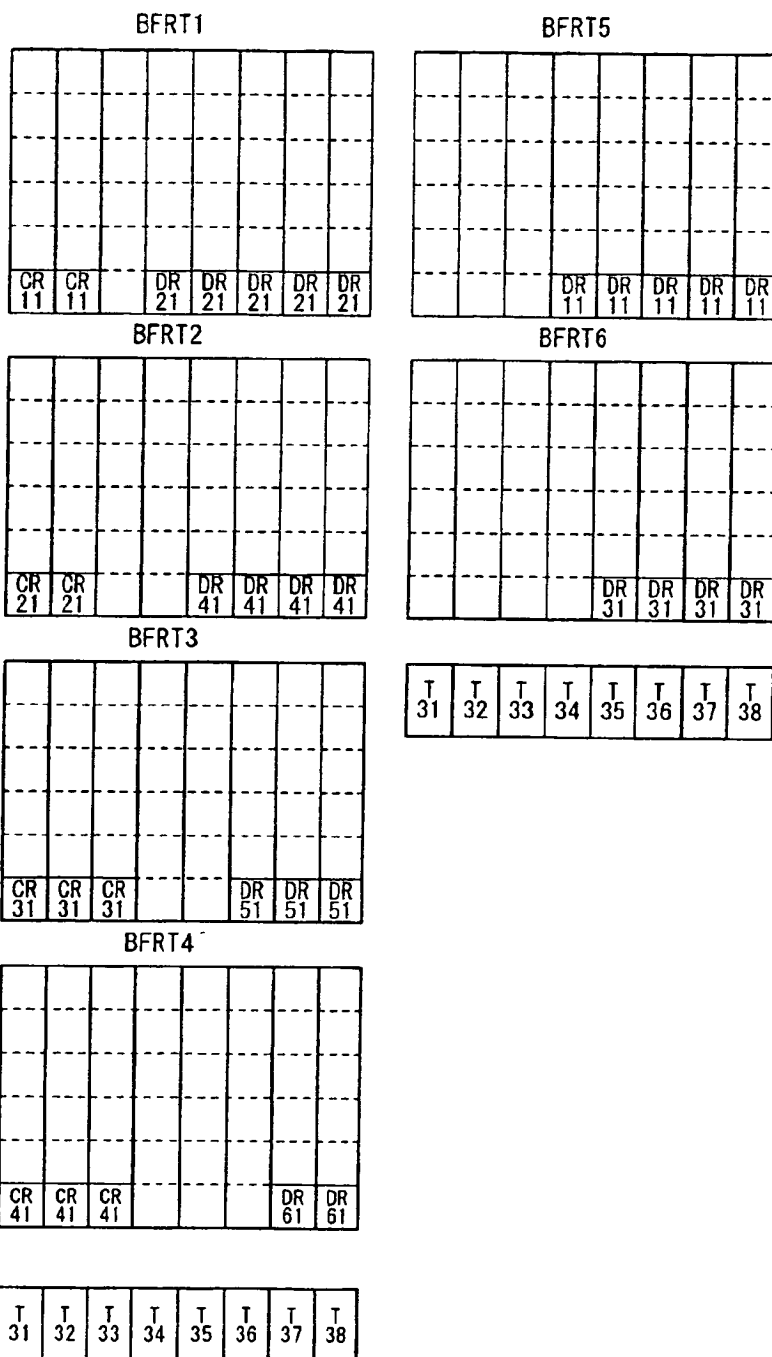 BFRT1
CR 11 CR 11 DR 21 DR 21 DR 21 DR 21 DR 21
BFRT2
CR 21 CR 21 DR 41 DR 41 DR 41 DR 41
BFRT3
CR 31 CR 31 CR 31 DR 51 DR 51 DR 51
BFRT4
CR 41 CR 41 CR 41 DR 61 DR 61
T 31 T 32 T 33 T 34 T 35 T 36 T 37 T 38
BFRT5
DR 11 DR 11 DR 11 DR 11 DR 11
BFRT6
DR 31 DR 31 DR 31 DR 31
T 31 T 32 T 33 T 34 T 35 T 36 T 37 T 38